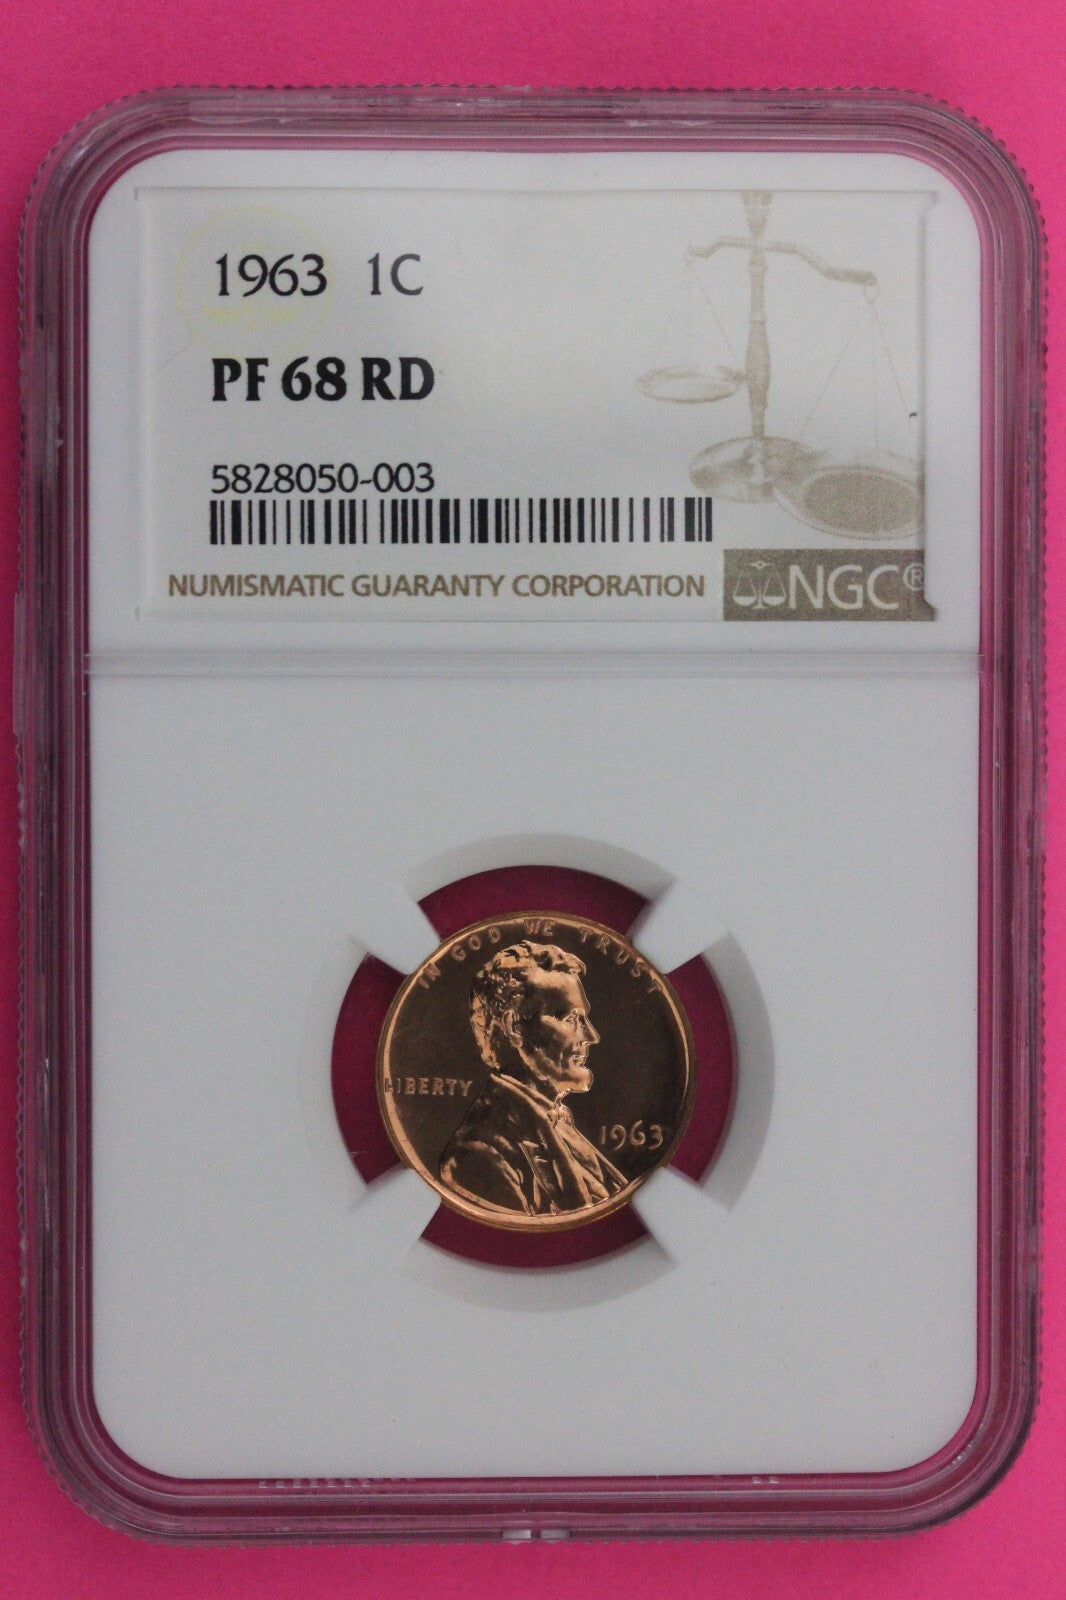 1963 1C
PF 68 RD
5828050-003
NUMISMATIC GUARANTY CORPORATION
NGC®
IN GOD WE TRUST
LIBERTY
1963